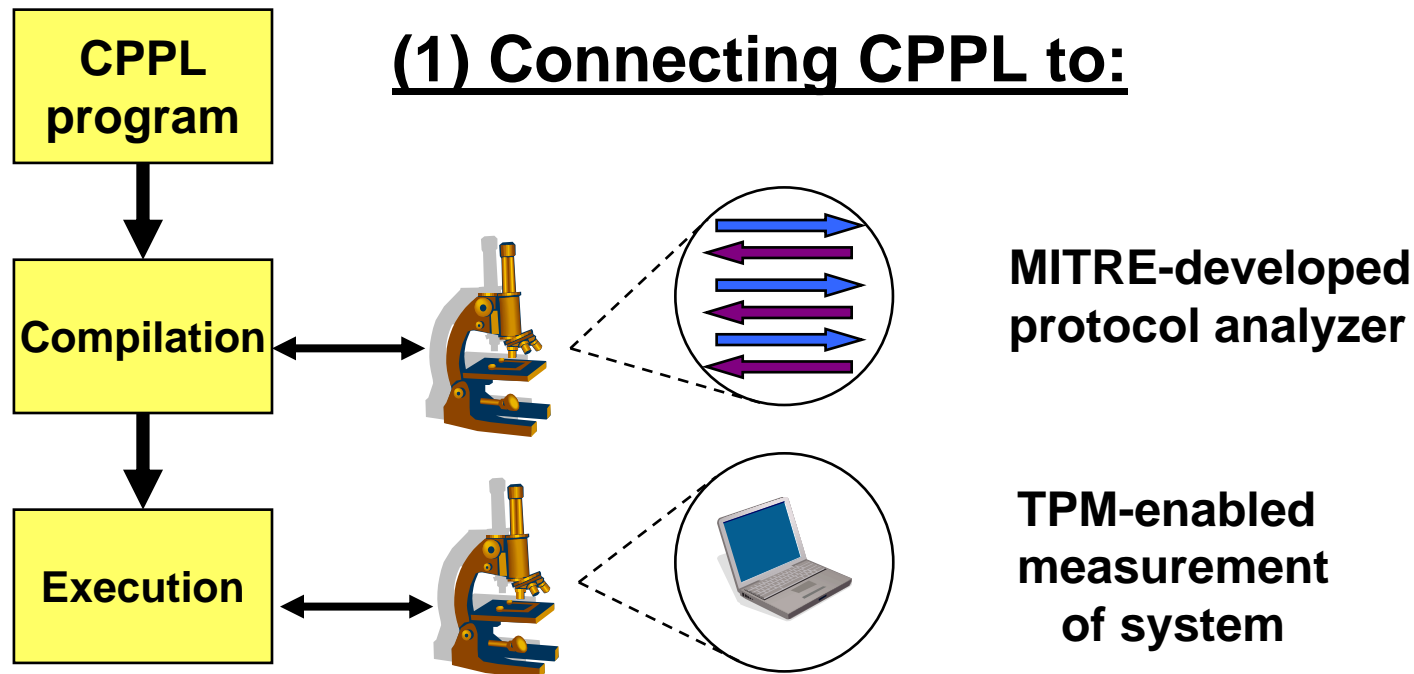 CPPL
program
(1) Connecting CPPL to:
Compilation
MITRE-developed
protocol analyzer
Execution
TPM-enabled
measurement
of system